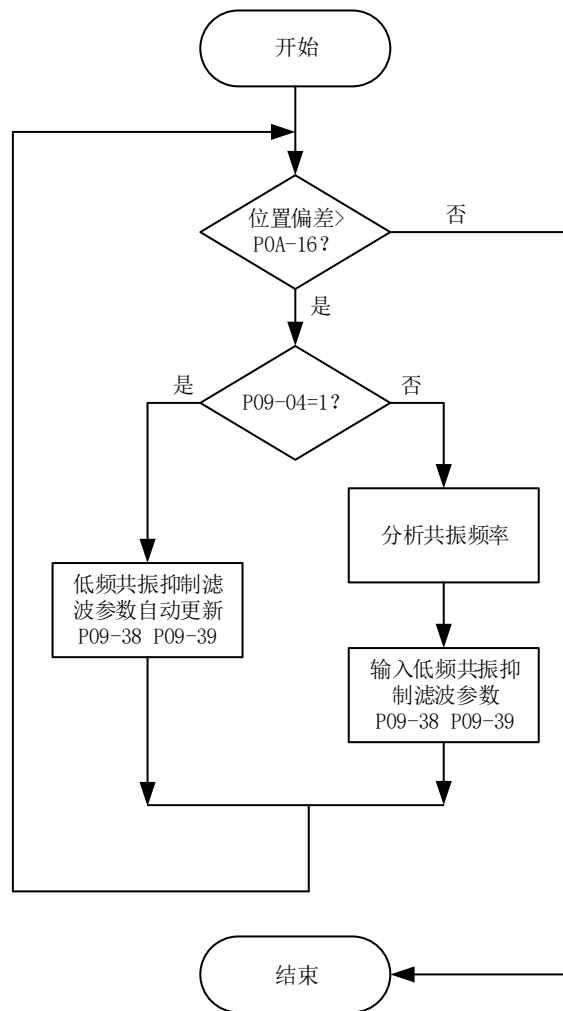 开始
位置偏差>
P0A-16?
否
是
是
P09-04=1?
否
分析共振频率
低频共振抑制滤
波参数自动更新
P09-38 P09-39
输入低频共振抑
制滤波参数
P09-38 P09-39
结束